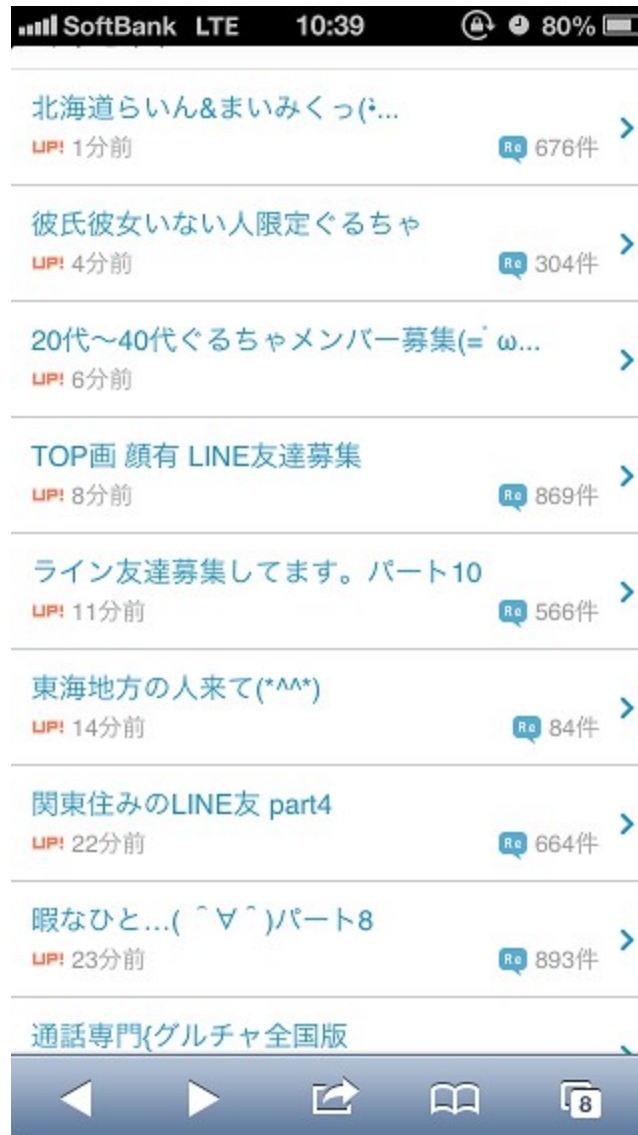 SoftBank LTE 10:39 80%
北海道らいん&まいみくっ(•̀...
UP! 1分前 Re 676件
彼氏彼女いない人限定ぐるちゃ
UP! 4分前 Re 304件
20代〜40代ぐるちゃメンバー募集(=˙ω...
UP! 6分前
TOP画 顔有 LINE友達募集
UP! 8分前 Re 869件
ライン友達募集してます。パート10
UP! 11分前 Re 566件
東海地方の人来て(*^^*)
UP! 14分前 Re 84件
関東住みのLINE友 part4
UP! 22分前 Re 664件
暇なひと...( ＾∀＾)パート8
UP! 23分前 Re 893件
通話専門{グルチャ全国版
8